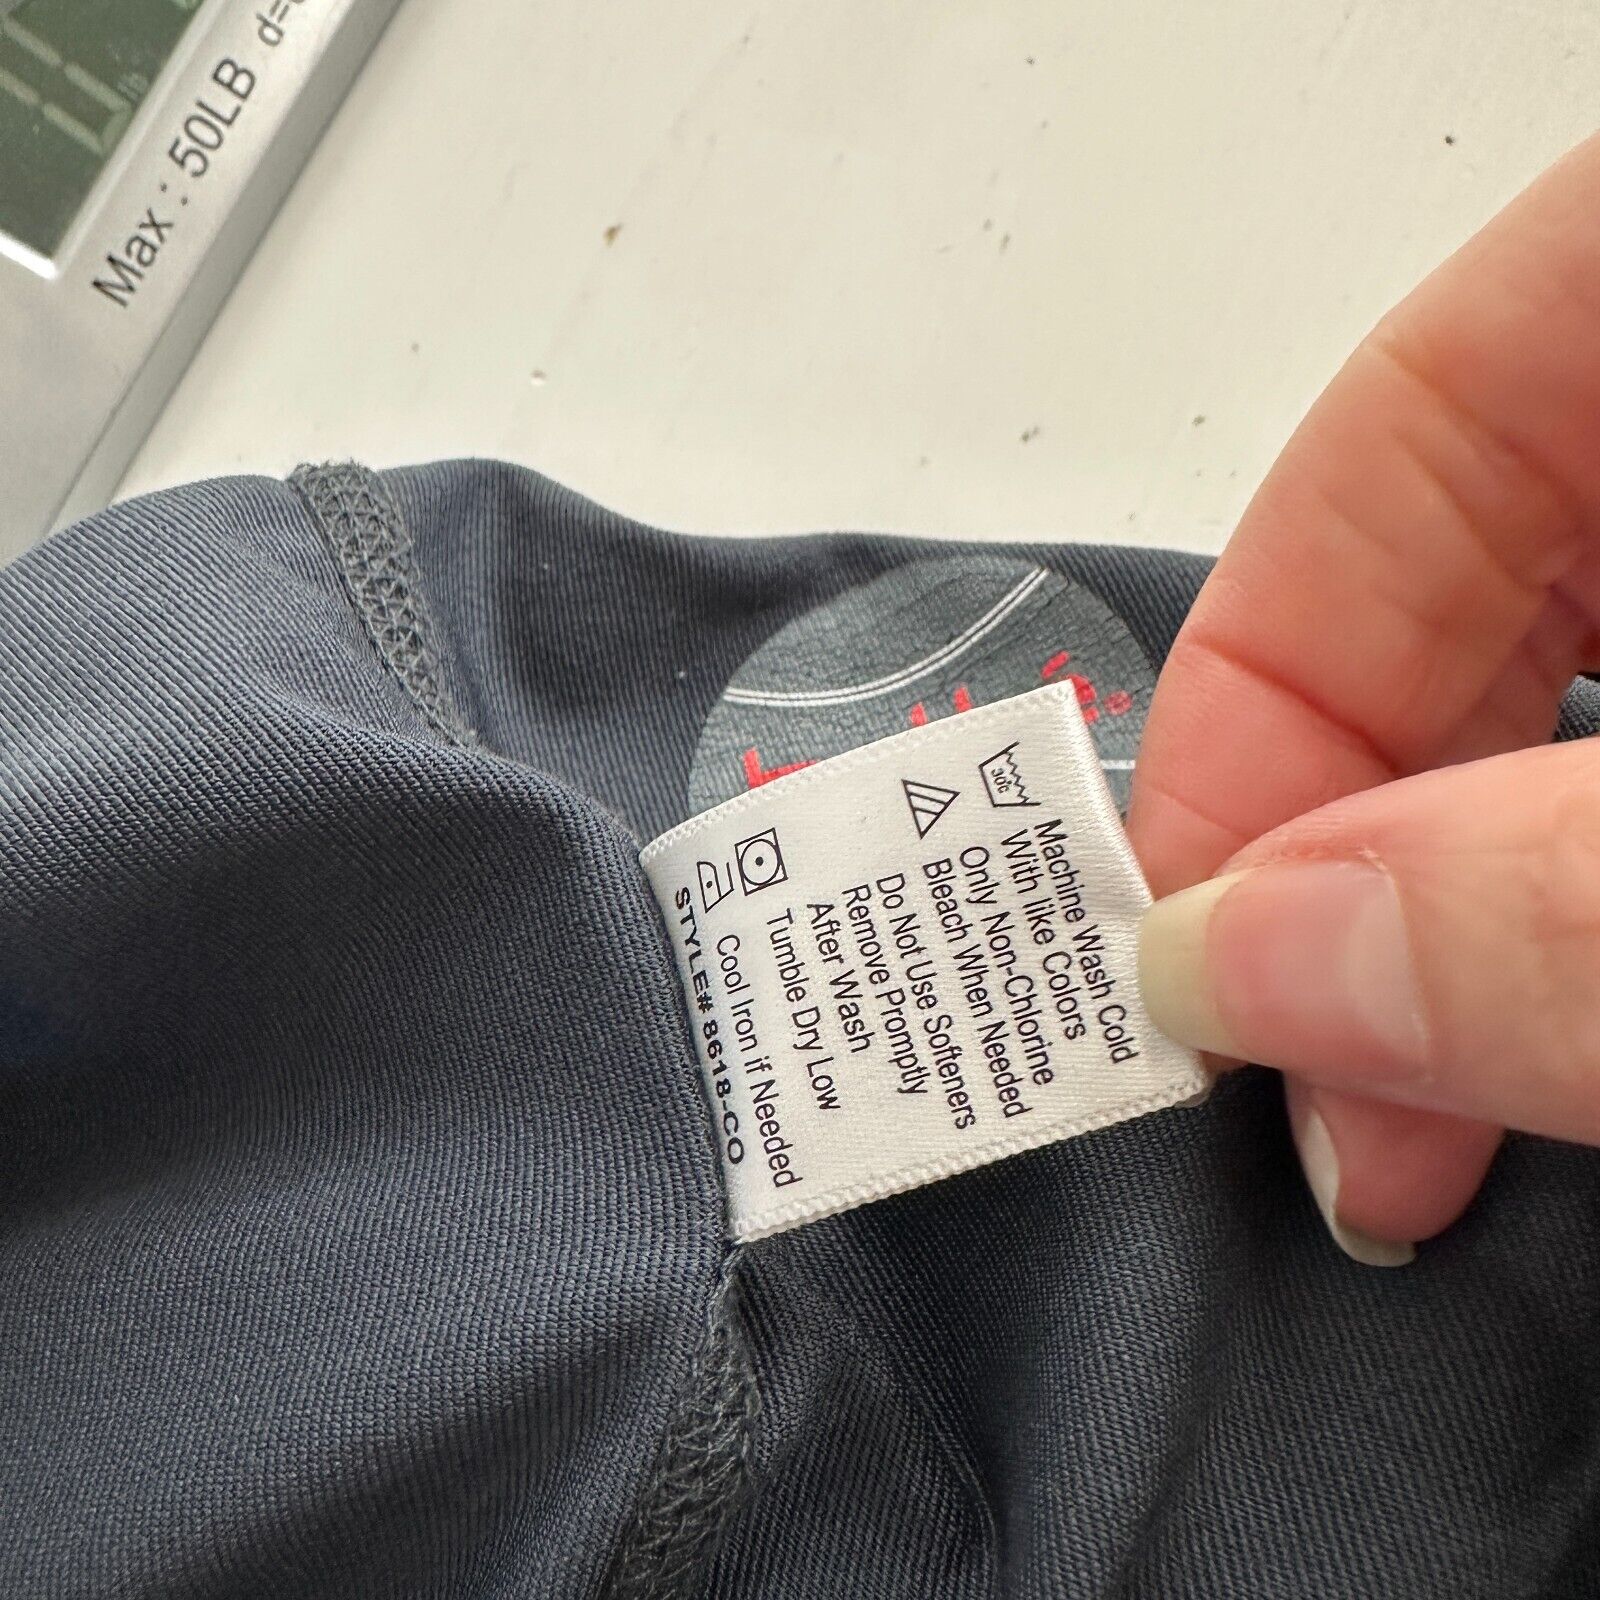 Max : 50LB d=
30°C
Machine Wash Cold
With like Colors
Only Non-Chlorine
Bleach When Needed
Do Not Use Softeners
Remove Promptly
After Wash
Tumble Dry Low
Cool Iron if Needed
STYLE# 8618-CO
®